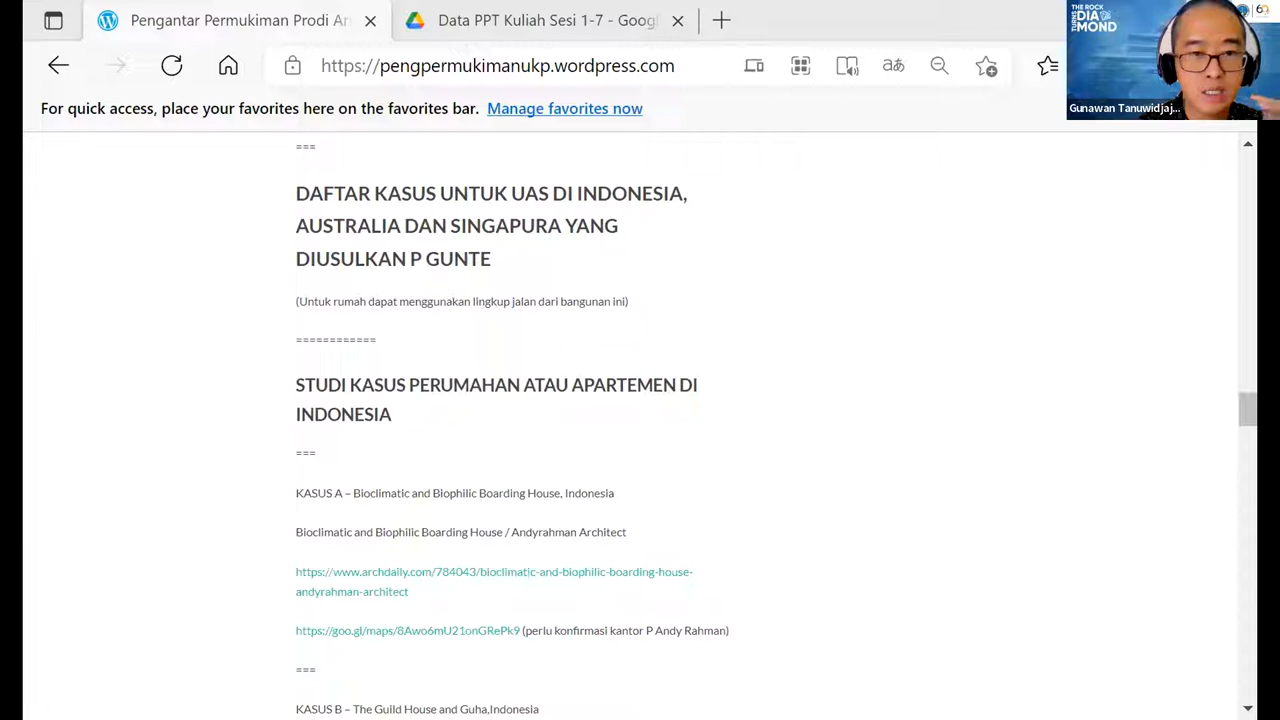 Pengantar Permukiman Prodi Ar
Data PPT Kuliah Sesi 1-7 - Goog
https://pengpermukimanukp.wordpress.com
For quick access, place your favorites here on the favorites bar. Manage favorites now
THE ROCK
TURNS
DIA
MOND
60
Gunawan Tanuwidjaj...
===
DAFTAR KASUS UNTUK UAS DI INDONESIA,
AUSTRALIA DAN SINGAPURA YANG
DIUSULKAN P GUNTE
(Untuk rumah dapat menggunakan lingkup jalan dari bangunan ini)
============
STUDI KASUS PERUMAHAN ATAU APARTEMEN DI
INDONESIA
===
KASUS A – Bioclimatic and Biophilic Boarding House, Indonesia
Bioclimatic and Biophilic Boarding House / Andyrahman Architect
https://www.archdaily.com/784043/bioclimatic-and-biophilic-boarding-house-
andyrahman-architect
https://goo.gl/maps/8Awo6mU21onGRePk9 (perlu konfirmasi kantor P Andy Rahman)
===
KASUS B – The Guild House and Guha,Indonesia